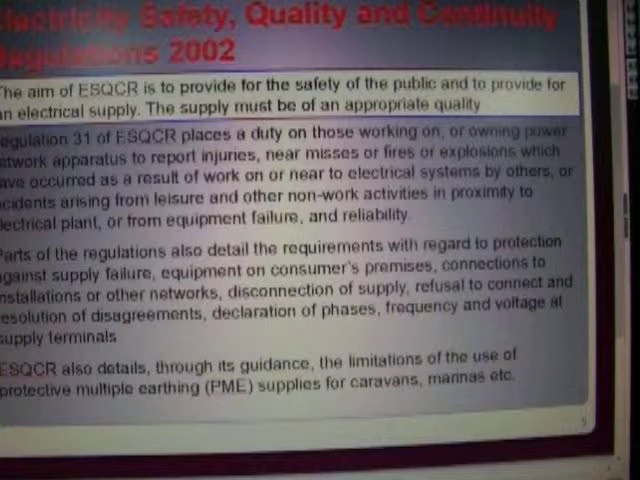 Electricity Safety, Quality and Continuity
Regulations 2002
The aim of ESQCR is to provide for the safety of the public and to provide for
an electrical supply. The supply must be of an appropriate quality
egulation 31 of ESQCR places a duty on those working on, or owning power
etwork apparatus to report injuries, near misses or fires or explosions which
ave occurred as a result of work on or near to electrical systems by others, or
cidents arising from leisure and other non-work activities in proximity to
lectrical plant, or from equipment failure, and reliability
Parts of the regulations also detail the requirements with regard to protection
against supply failure, equipment on consumer's premises, connections to
nstallations or other networks, disconnection of supply, refusal to connect and
esolution of disagreements, declaration of phases, frequency and voltage at
supply terminals
ESQCR also details, through its guidance, the limitations of the use of
protective multiple earthing (PME) supplies for caravans, marinas etc.